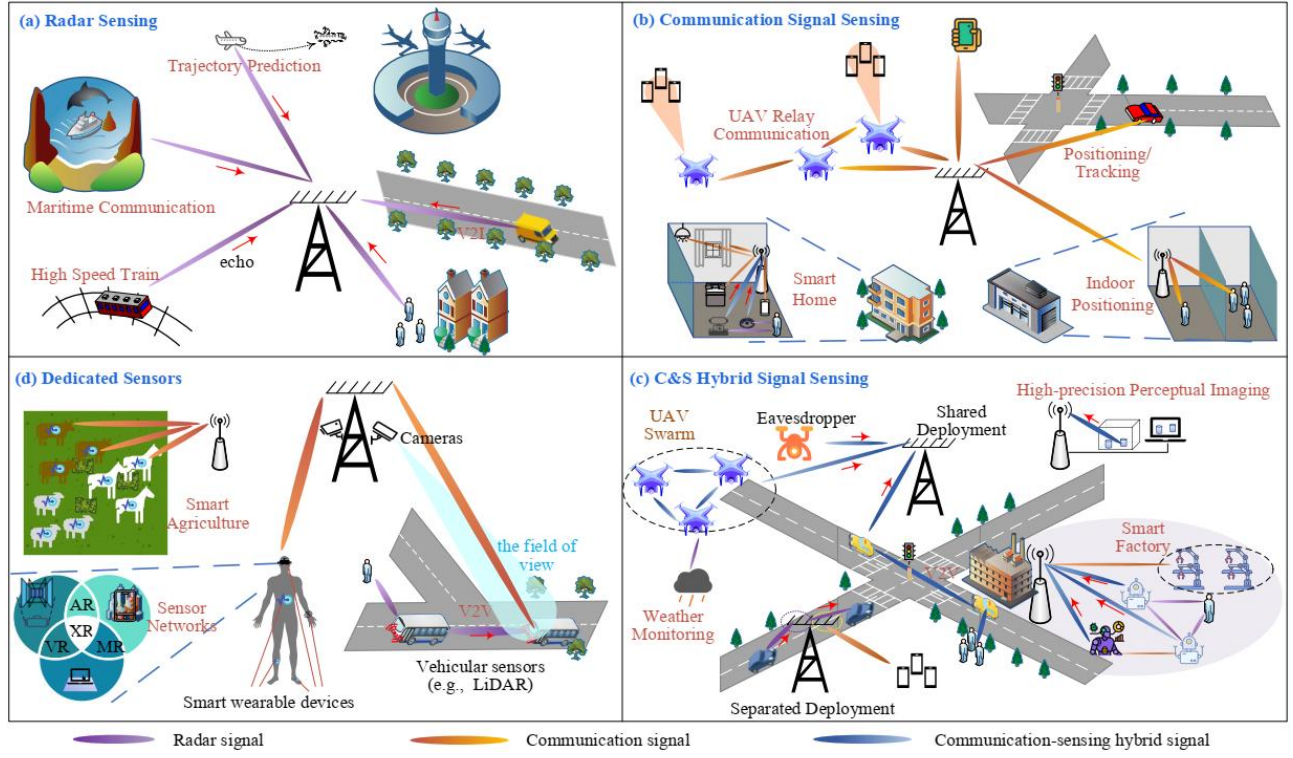 (a) Radar Sensing
Trajectory Prediction
Maritime Communication
High Speed Train
echo
V2I
(b) Communication Signal Sensing
UAV Relay
Communication
Positioning/
Tracking
Smart
Home
Indoor
Positioning
(d) Dedicated Sensors
Cameras
Smart
Agriculture
the field of
view
AR
XR
VR
MR
Sensor
Networks
V2V
Smart wearable devices
Vehicular sensors
(e.g., LiDAR)
(c) C&S Hybrid Signal Sensing
UAV
Swarm
Eavesdropper
Shared
Deployment
High-precision Perceptual Imaging
Smart
Factory
V2V
Weather
Monitoring
Separated Deployment
Radar signal
Communication signal
Communication-sensing hybrid signal